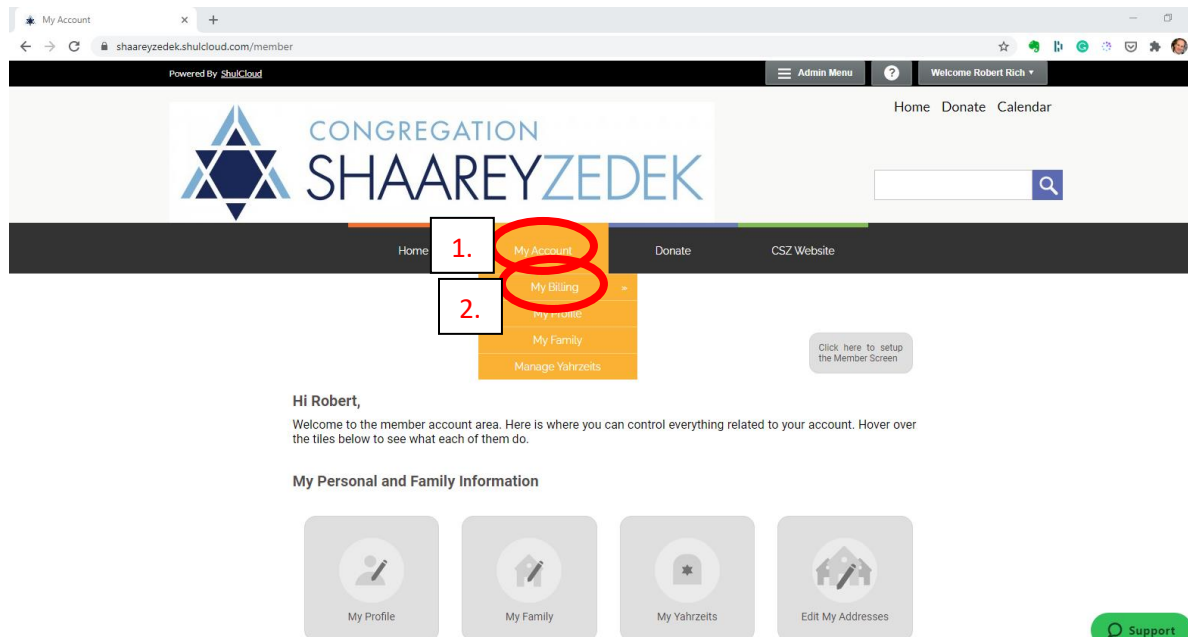 My Account
shaareyzedek.shulcloud.com/member
Powered By ShulCloud
Admin Menu
?
Welcome Robert Rich
Home Donate Calendar
CONGREGATION
SHAAREYZEDEK
Home
1.
My Account
Donate
CSZ Website
My Billing »
2.
My Profile
My Family
Manage Yahrzeits
Click here to setup
the Member Screen
Hi Robert,
Welcome to the member account area. Here is where you can control everything related to your account. Hover over
the tiles below to see what each of them do.
My Personal and Family Information
My Profile
My Family
My Yahrzeits
Edit My Addresses
Support